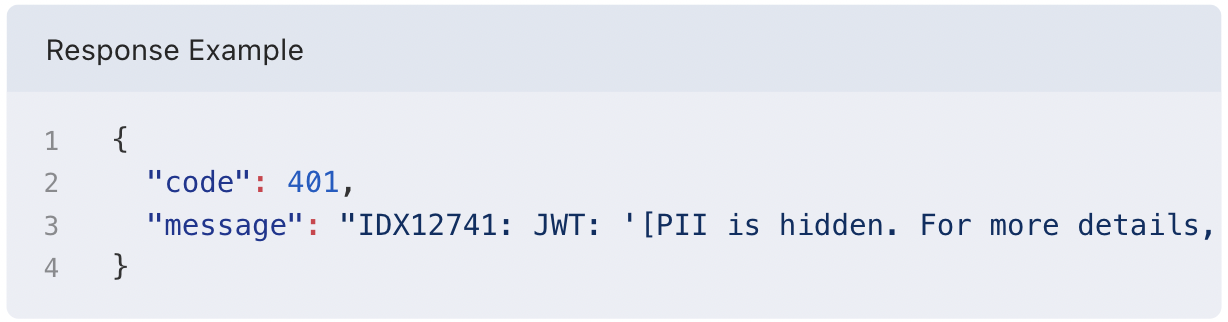 Response Example
1 {
2 "code": 401,
3 "message": "IDX12741: JWT: '[PII is hidden. For more details,
4 }